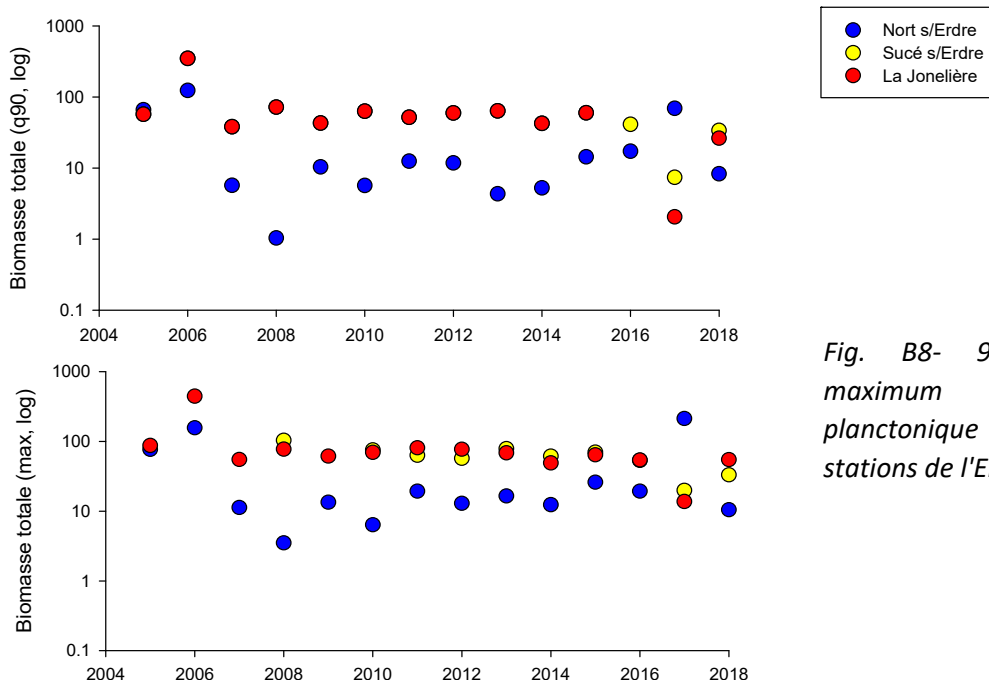 Biomasse totale (q90, log)
1000
100
10
1
0.1
2004 2006 2008 2010 2012 2014 2016 2018
Nort s/Erdre
Sucé s/Erdre
La Jonelière
Biomasse totale (max, log)
1000
100
10
1
0.1
2004 2006 2008 2010 2012 2014 2016 2018
Fig. B8- 9
maximum
planctonique
stations de